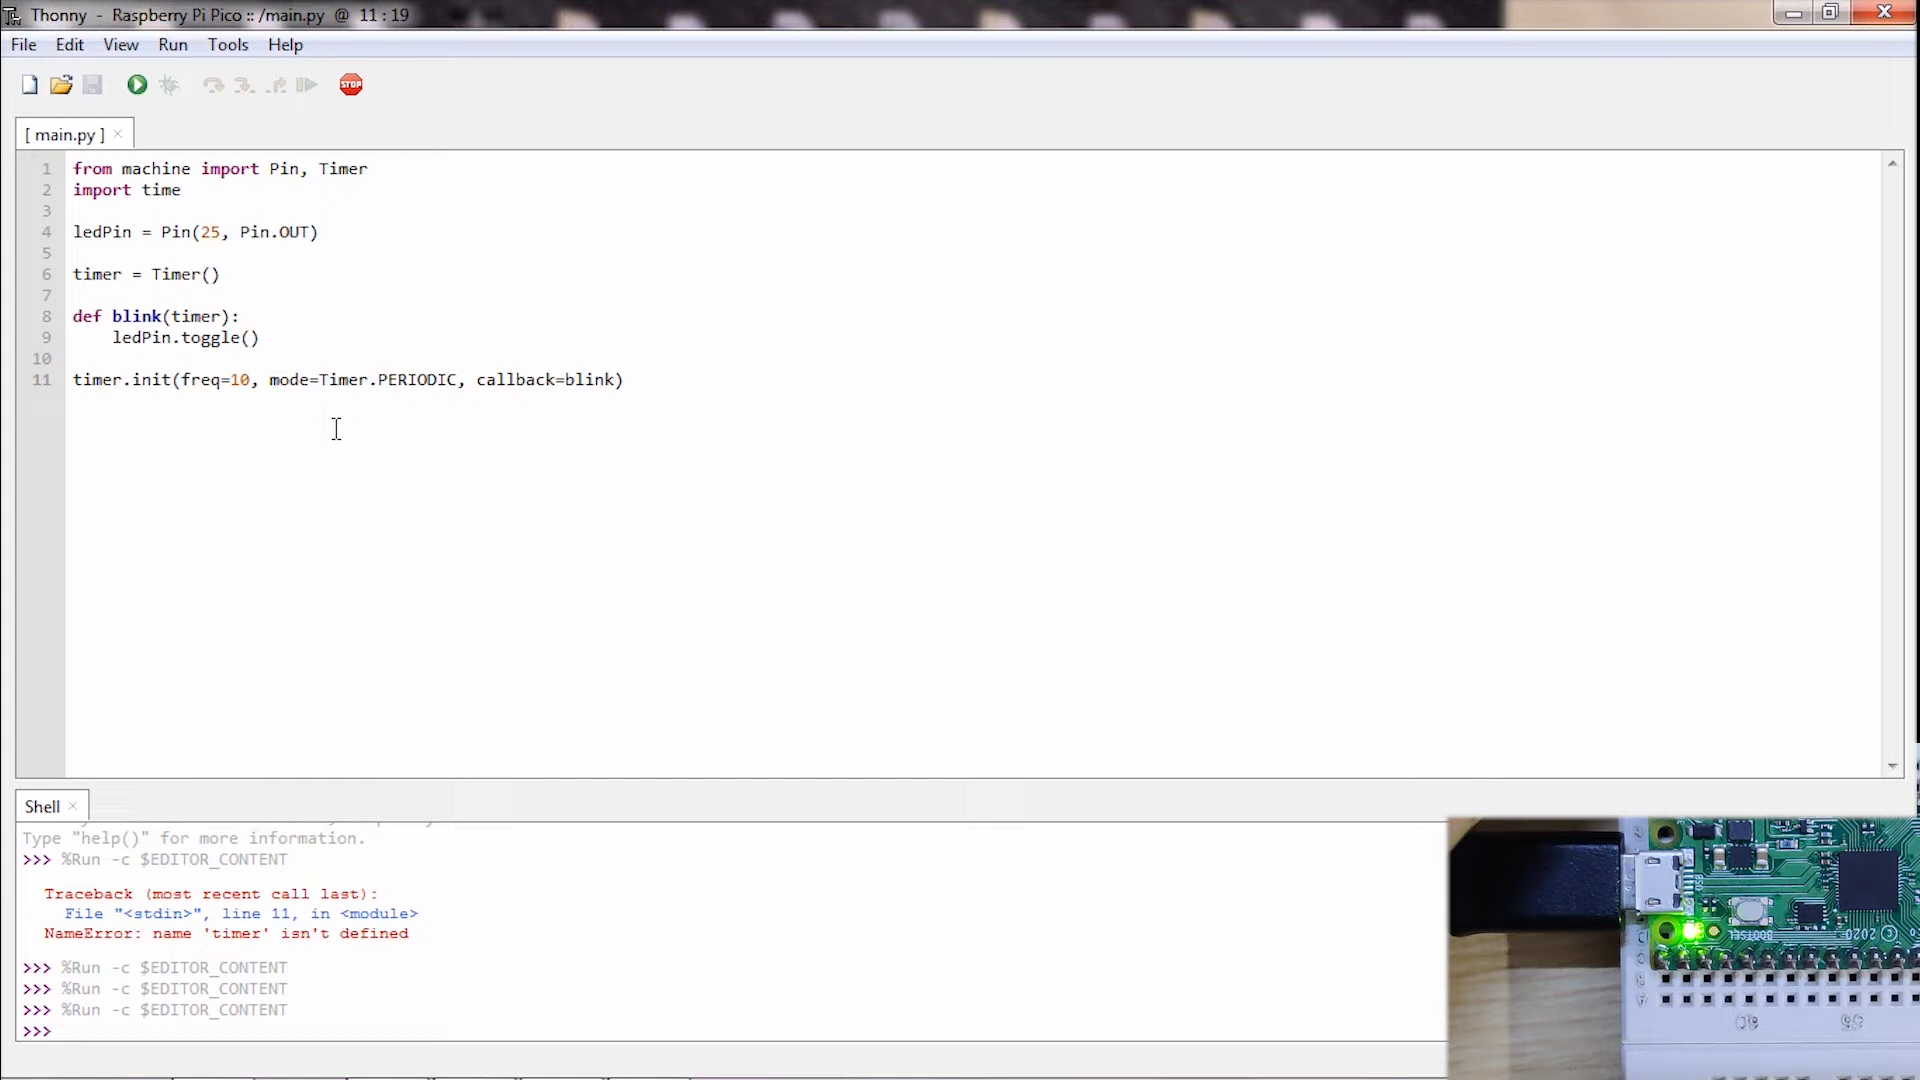 Thonny - Raspberry Pi Pico :: /main.py @ 11 : 19
File Edit View Run Tools Help
STOP
[ main.py ] ×
1 from machine import Pin, Timer
2 import time
3
4 ledPin = Pin(25, Pin.OUT)
5
6 timer = Timer()
7
8 def blink(timer):
9 ledPin.toggle()
10
11 timer.init(freq=10, mode=Timer.PERIODIC, callback=blink)
Shell ×
Type "help()" for more information.
>>> %Run -c $EDITOR_CONTENT
Traceback (most recent call last):
File "<stdin>", line 11, in <module>
NameError: name 'timer' isn't defined
>>> %Run -c $EDITOR_CONTENT
>>> %Run -c $EDITOR_CONTENT
>>> %Run -c $EDITOR_CONTENT
>>>
USB
BOOTSEL
2020 ©